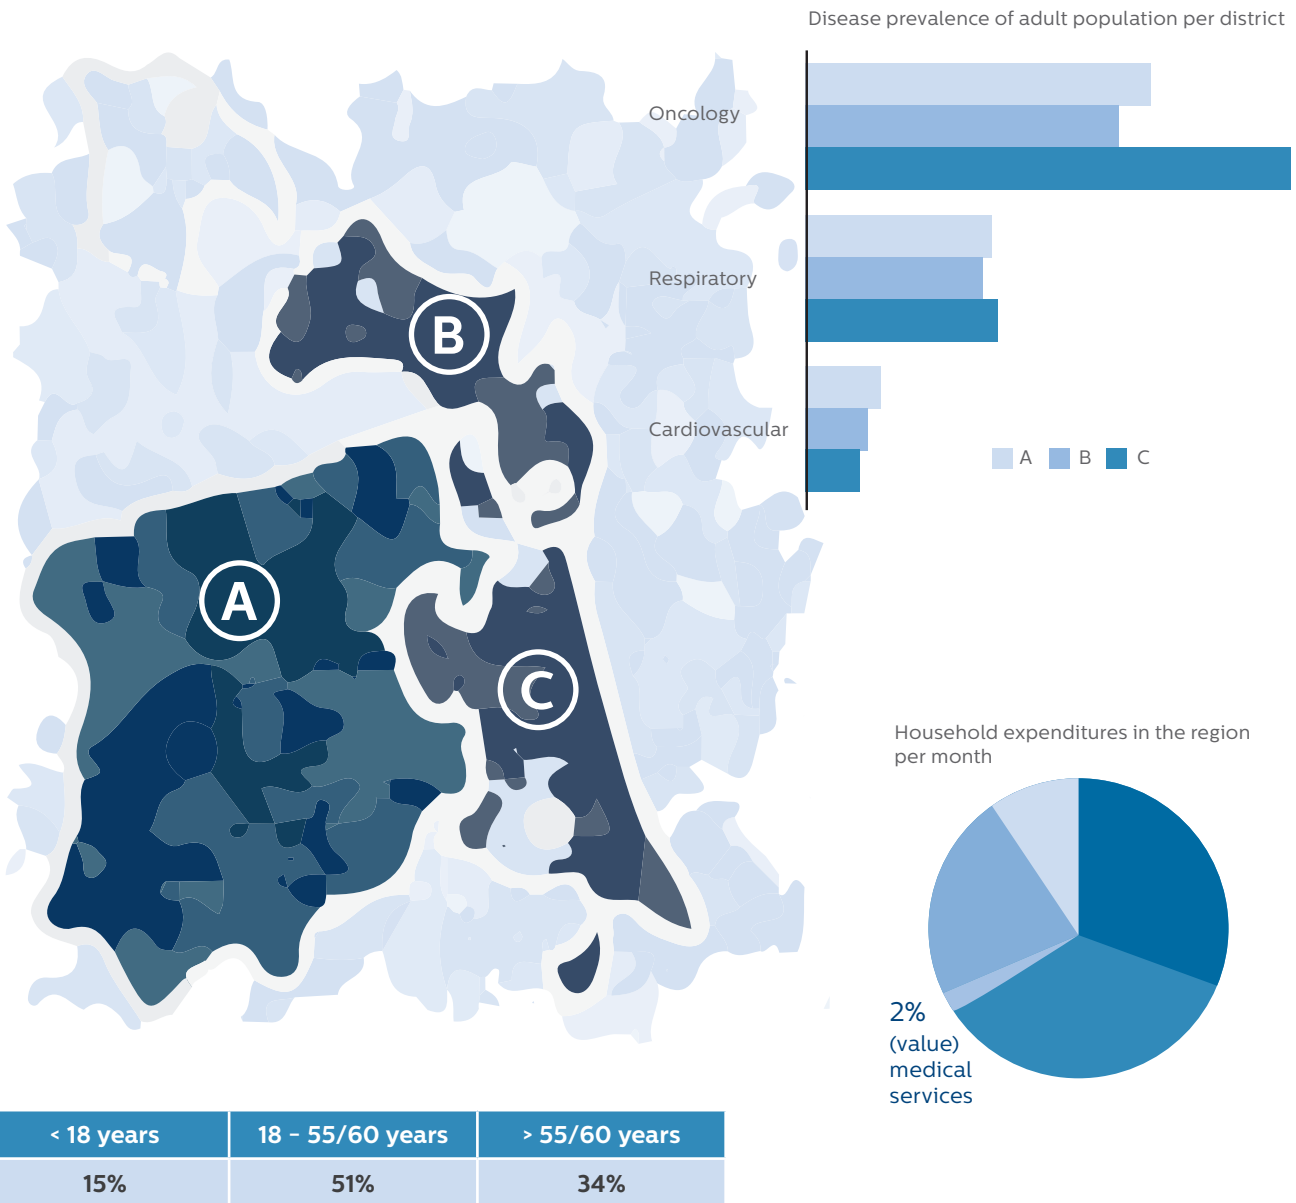 Disease prevalence of adult population per district
Oncology
Respiratory
Cardiovascular
A
B
C
B
A
C
Household expenditures in the region
per month
2%
(value)
medical
services
< 18 years
18 – 55/60 years
> 55/60 years
15%
51%
34%